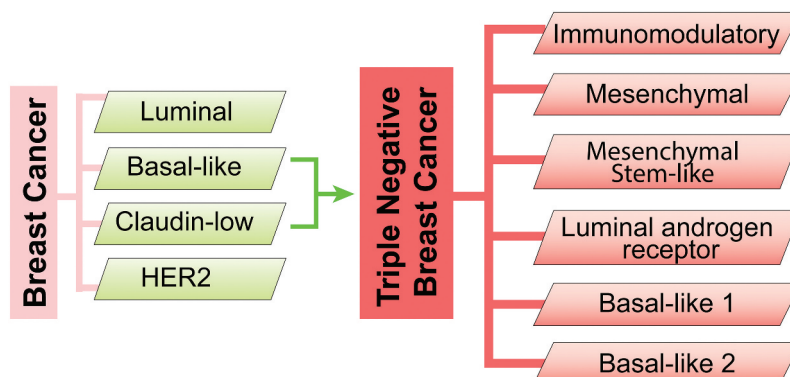 Breast Cancer
Luminal
Basal-like
Claudin-low
HER2
Triple Negative
Breast Cancer
Immunomodulatory
Mesenchymal
Mesenchymal
Stem-like
Luminal androgen
receptor
Basal-like 1
Basal-like 2